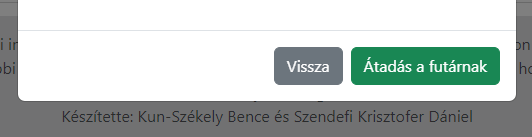 Vissza
Átadás a futárnak
Készítette: Kun-Székely Bence és Szendefi Krisztofer Dániel